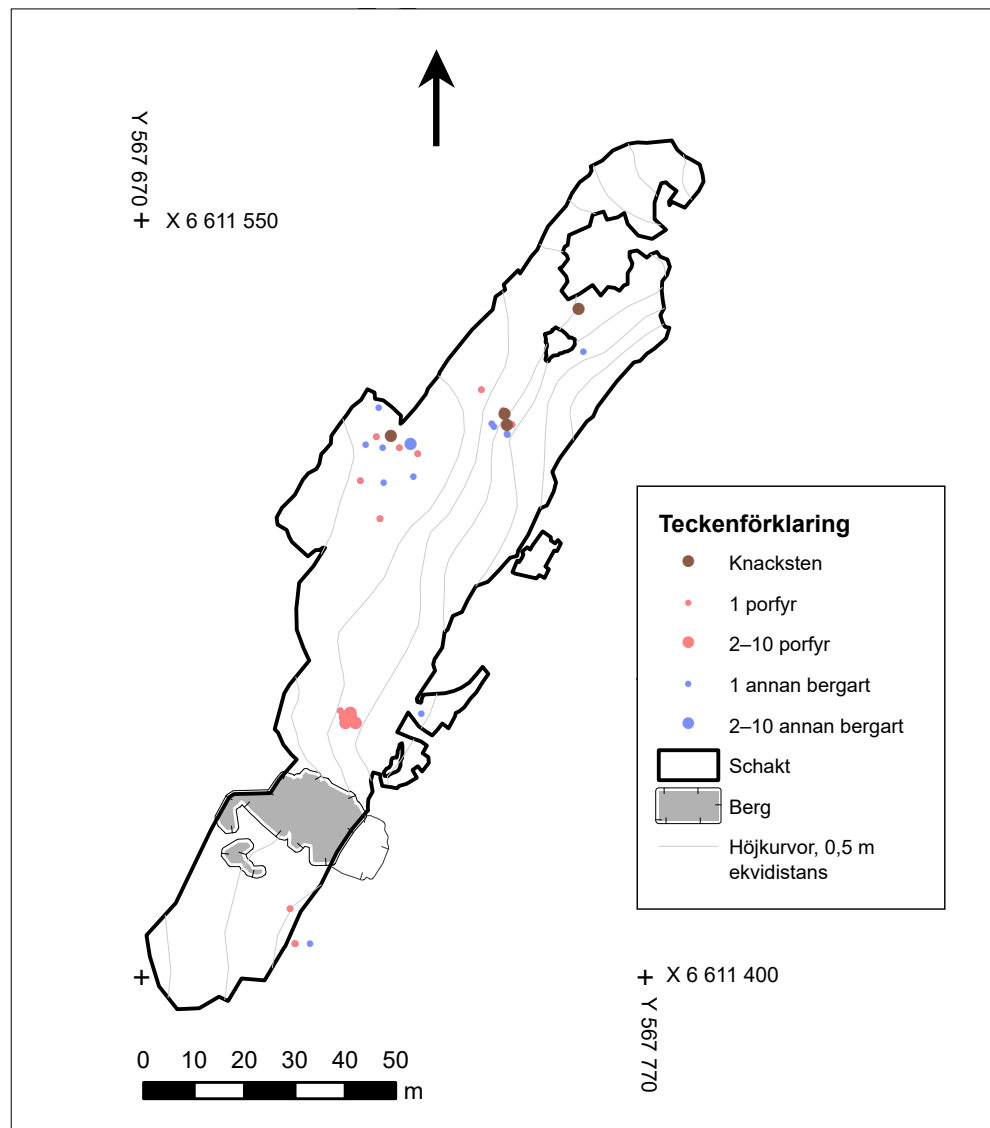 Y 567 670
X 6 611 550
Teckenförklaring
Knacksten
1 porfyr
2–10 porfyr
1 annan bergart
2–10 annan bergart
Schakt
Berg
Höjkurvor, 0,5 m
ekvidistans
X 6 611 400
Y 567 770
0 10 20 30 40 50
m